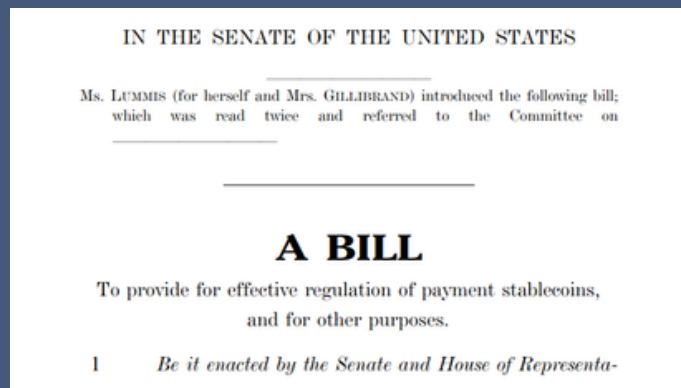 IN THE SENATE OF THE UNITED STATES
Ms. LUMMIS (for herself and Mrs. GILLIBRAND) introduced the following bill;
which was read twice and referred to the Committee on
A BILL
To provide for effective regulation of payment stablecoins,
and for other purposes.
1 Be it enacted by the Senate and House of Representa-